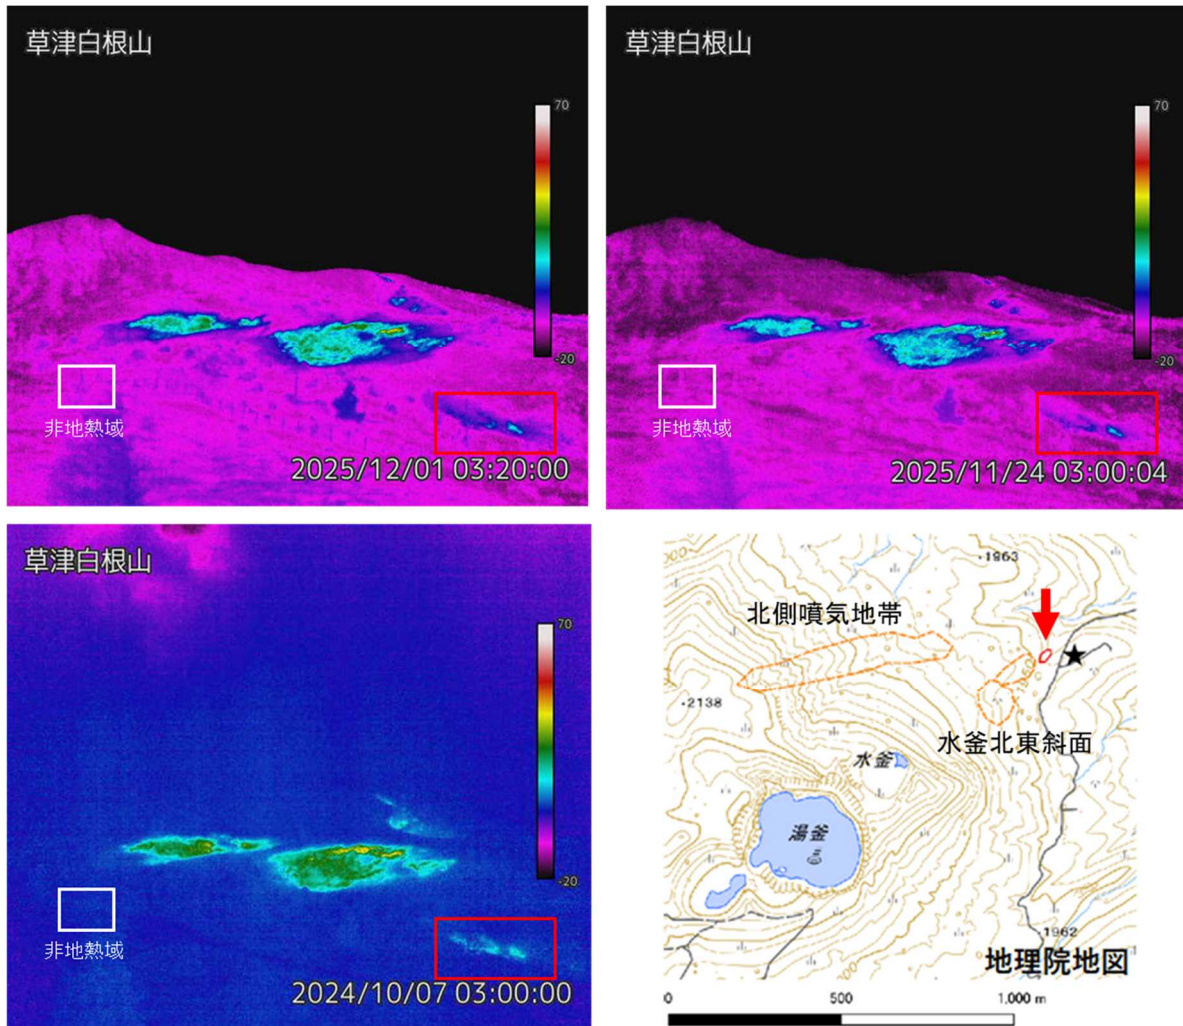 草津白根山
70
-20
非地熱域
2025/12/01 03:20:00
草津白根山
70
-20
非地熱域
2025/11/24 03:00:04
草津白根山
70
-20
非地熱域
2024/10/07 03:00:00
・1963
北側噴気地帯
★
・2138
水釜北東斜面
水釜
湯釜
・1962
地理院地図
0
500
1,000 m